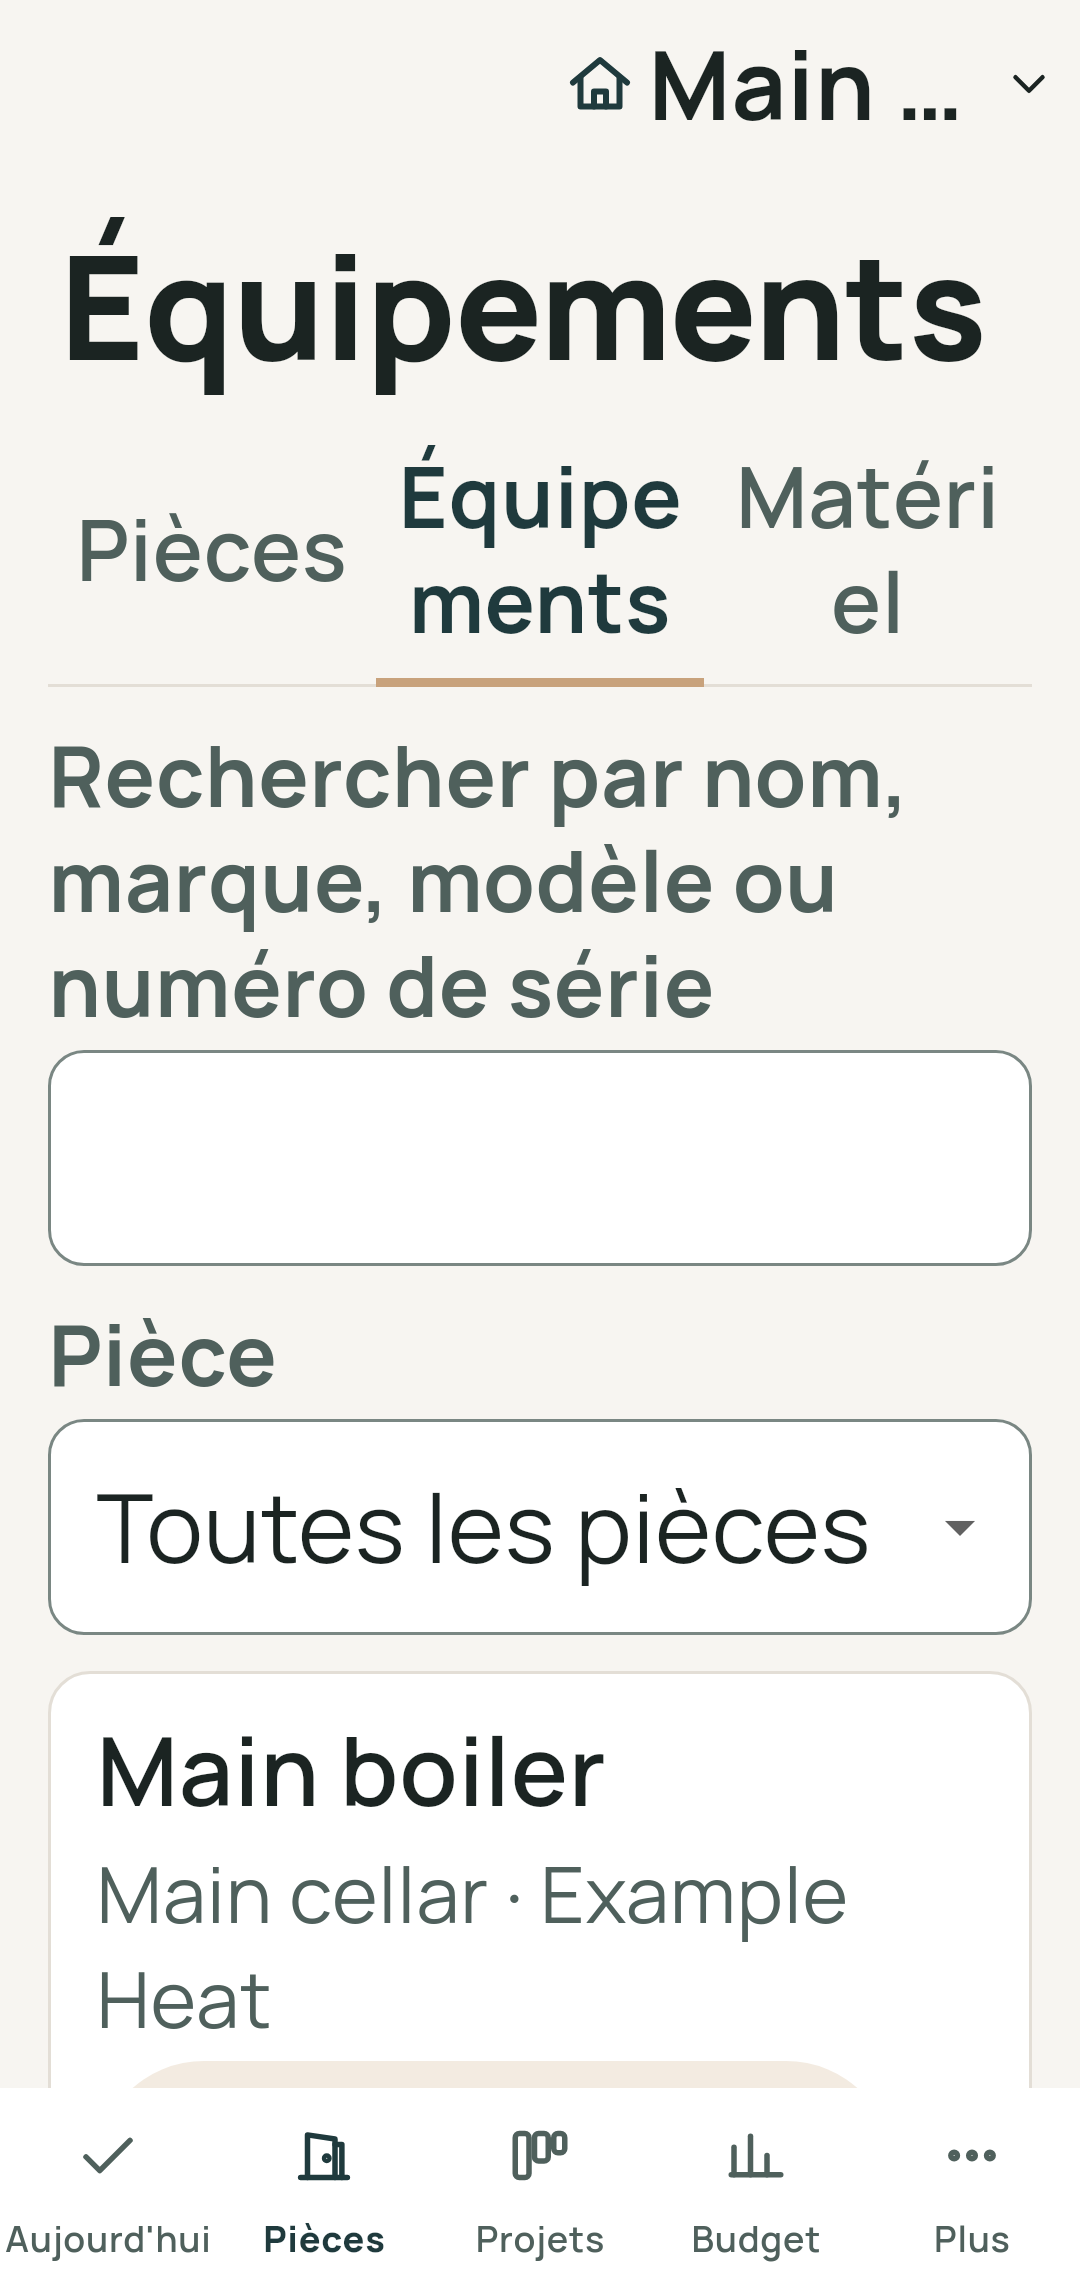 Main ...
Équipements
Pièces
Équipe
ments
Matéri
el
Rechercher par nom,
marque, modèle ou
numéro de série
Pièce
Toutes les pièces
Main boiler
Main cellar · Example
Heat
Aujourd'hui
Pièces
Projets
Budget
Plus